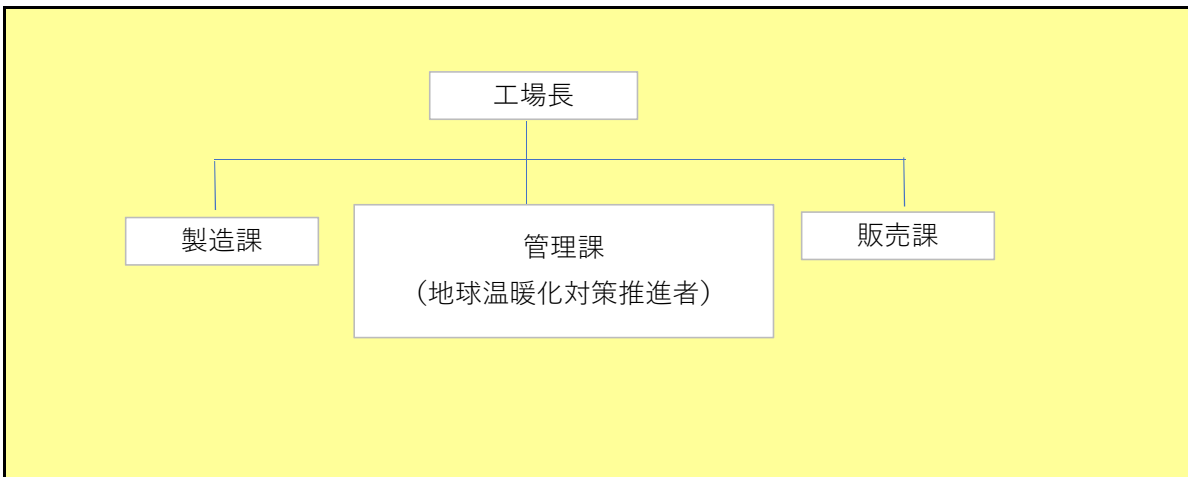 工場長
製造課
管理課
（地球温暖化対策推進者）
販売課